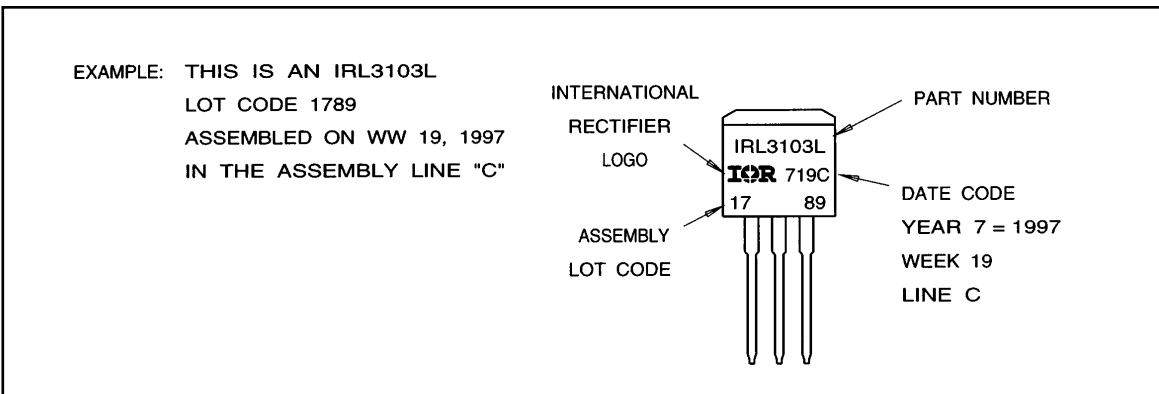 EXAMPLE: THIS IS AN IRL3103L
LOT CODE 1789
ASSEMBLED ON WW 19, 1997
IN THE ASSEMBLY LINE "C"
INTERNATIONAL
RECTIFIER
LOGO
ASSEMBLY
LOT CODE
IRL3103L
IOR 719C
17 89
PART NUMBER
DATE CODE
YEAR 7 = 1997
WEEK 19
LINE C